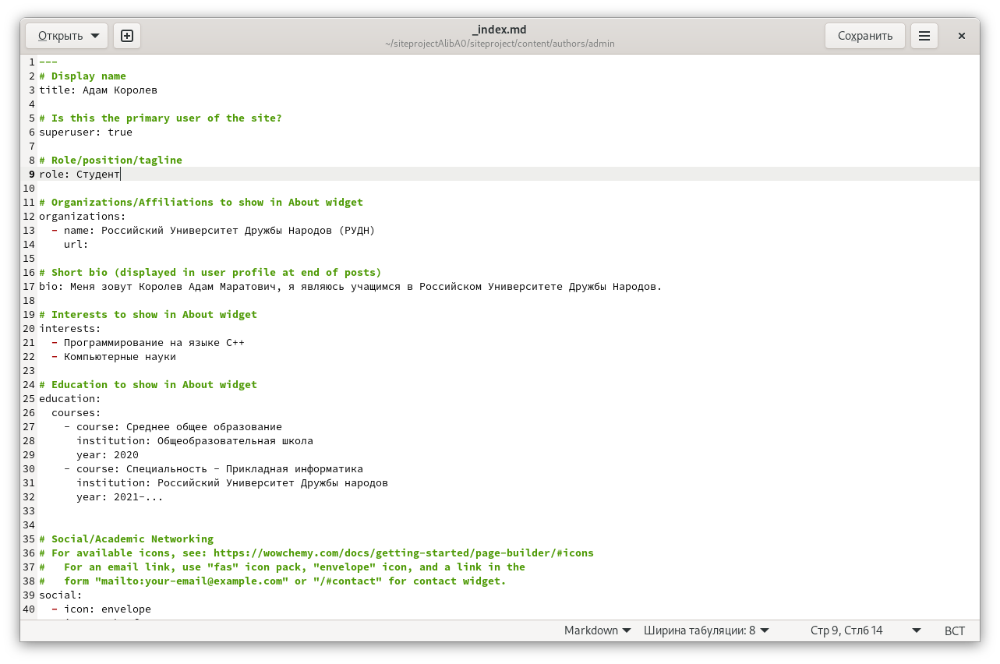 Открыть
_index.md
~/siteprojectAlibA0/siteproject/content/authors/admin
Сохранить
1 ---
2 # Display name
3 title: Адам Королев
4
5 # Is this the primary user of the site?
6 superuser: true
7
8 # Role/position/tagline
9 role: Студент
10
11 # Organizations/Affiliations to show in About widget
12 organizations:
13   - name: Российский Университет Дружбы Народов (РУДН)
14     url:
15
16 # Short bio (displayed in user profile at end of posts)
17 bio: Меня зовут Королев Адам Маратович, я являюсь учащимся в Российском Университете Дружбы Народов.
18
19 # Interests to show in About widget
20 interests:
21   - Программирование на языке C++
22   - Компьютерные науки
23
24 # Education to show in About widget
25 education:
26   courses:
27     - course: Среднее общее образование
28       institution: Общеобразовательная школа
29       year: 2020
30     - course: Специальность - Прикладная информатика
31       institution: Российский Университет Дружбы народов
32       year: 2021-...
33
34
35 # Social/Academic Networking
36 # For available icons, see: https://wowchemy.com/docs/getting-started/page-builder/#icons
37 #   For an email link, use "fas" icon pack, "envelope" icon, and a link in the
38 #   form "mailto:your-email@example.com" or "/#contact" for contact widget.
39 social:
40   - icon: envelope
Markdown Ширина табуляции: 8 Стр 9, Стлб 14 ВСТ